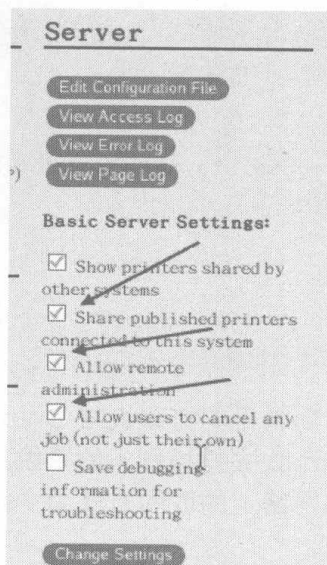 Server
Edit Configuration File
View Access Log
View Error Log
View Page Log
Basic Server Settings:
Show printers shared by
other systems
Share published printers
connected to this system
Allow remote
administration
Allow users to cancel any
job (not just their own)
Save debugging
information for
troubleshooting
Change Settings